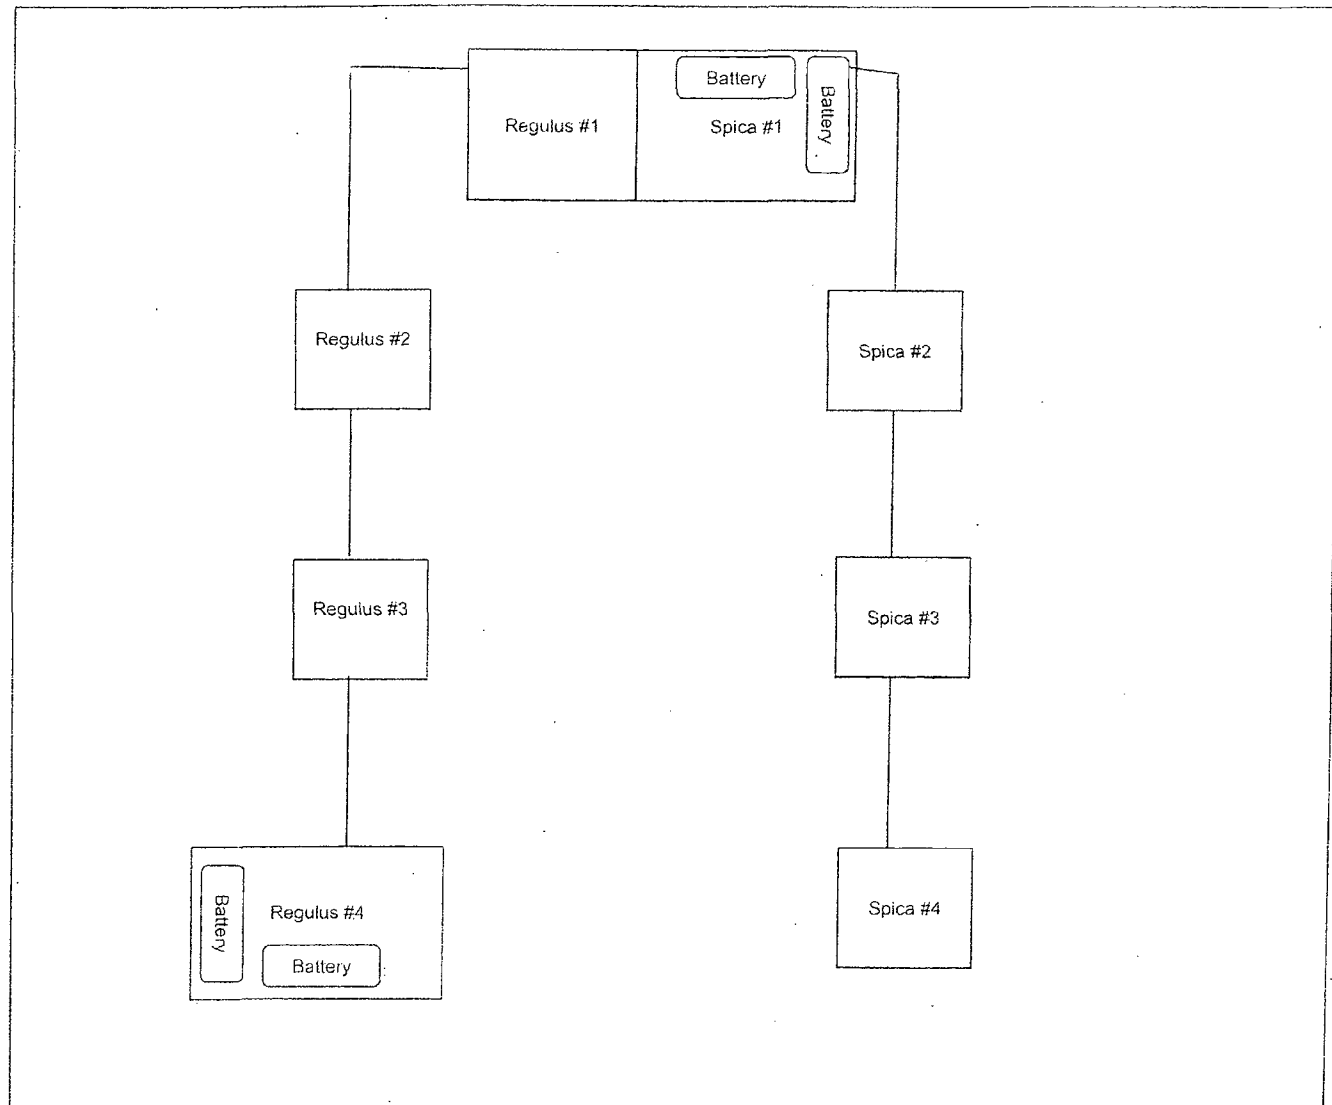 Battery
Battery
Regulus #1
Spica #1
Regulus #2
Spica #2
Regulus #3
Spica #3
Battery
Regulus #4
Spica #4
Battery